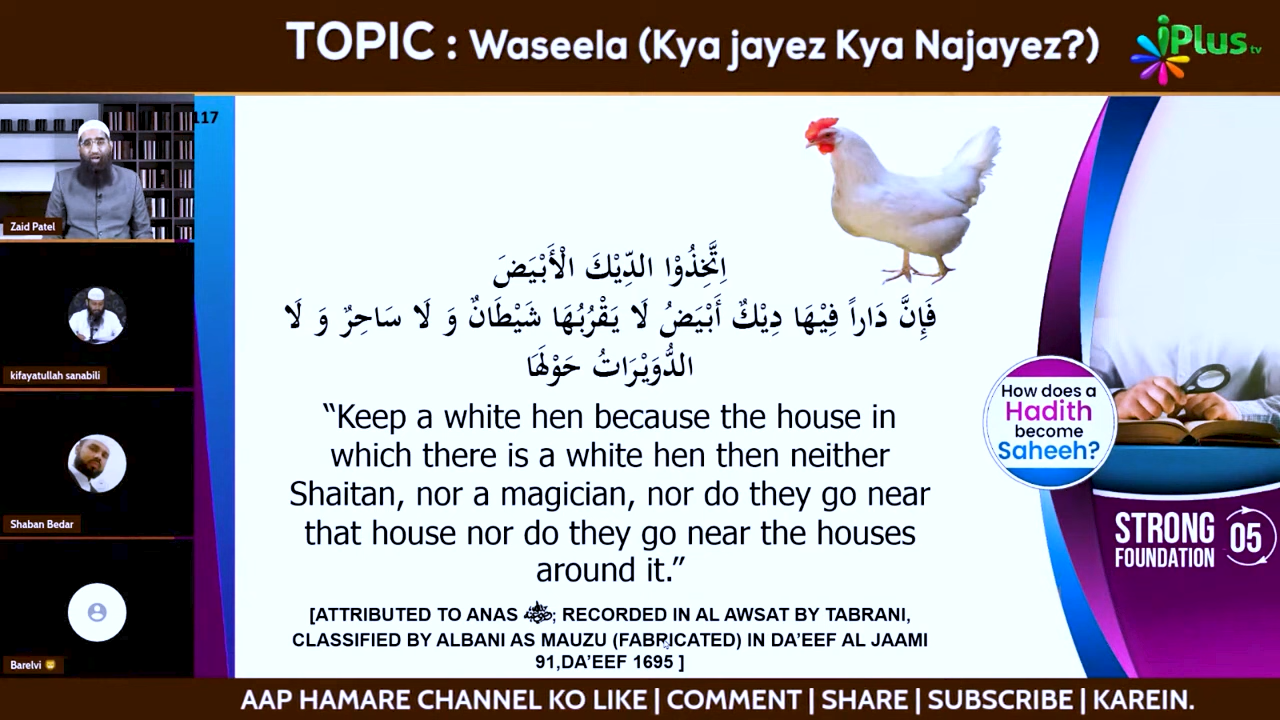 TOPIC : Waseela (Kya jayez Kya Najayez?)
iPlus tv
117
Zaid Patel
kifayatullah sanabili
Shaban Bedar
Barelvi
اِتَّخِذُوْا الدِّيْكَ الْأَبْيَضَ
فَإِنَّ دَاراً فِيْهَا دِيْكٌ أَبْيَضُ لَا يَقْرُبُهَا شَيْطَانٌ وَ لَا سَاحِرٌ وَ لَا
الدُّوَيْرَاتُ حَوْلَهَا
“Keep a white hen because the house in
which there is a white hen then neither
Shaitan, nor a magician, nor do they go near
that house nor do they go near the houses
around it.”
[ATTRIBUTED TO ANAS ; RECORDED IN AL AWSAT BY TABRANI,
CLASSIFIED BY ALBANI AS MAUZU (FABRICATED) IN DA’EEF AL JAAMI
91,DA’EEF 1695 ]
How does a
Hadith
become
Saheeh?
STRONG
FOUNDATION 05
AAP HAMARE CHANNEL KO LIKE | COMMENT | SHARE | SUBSCRIBE | KAREIN.